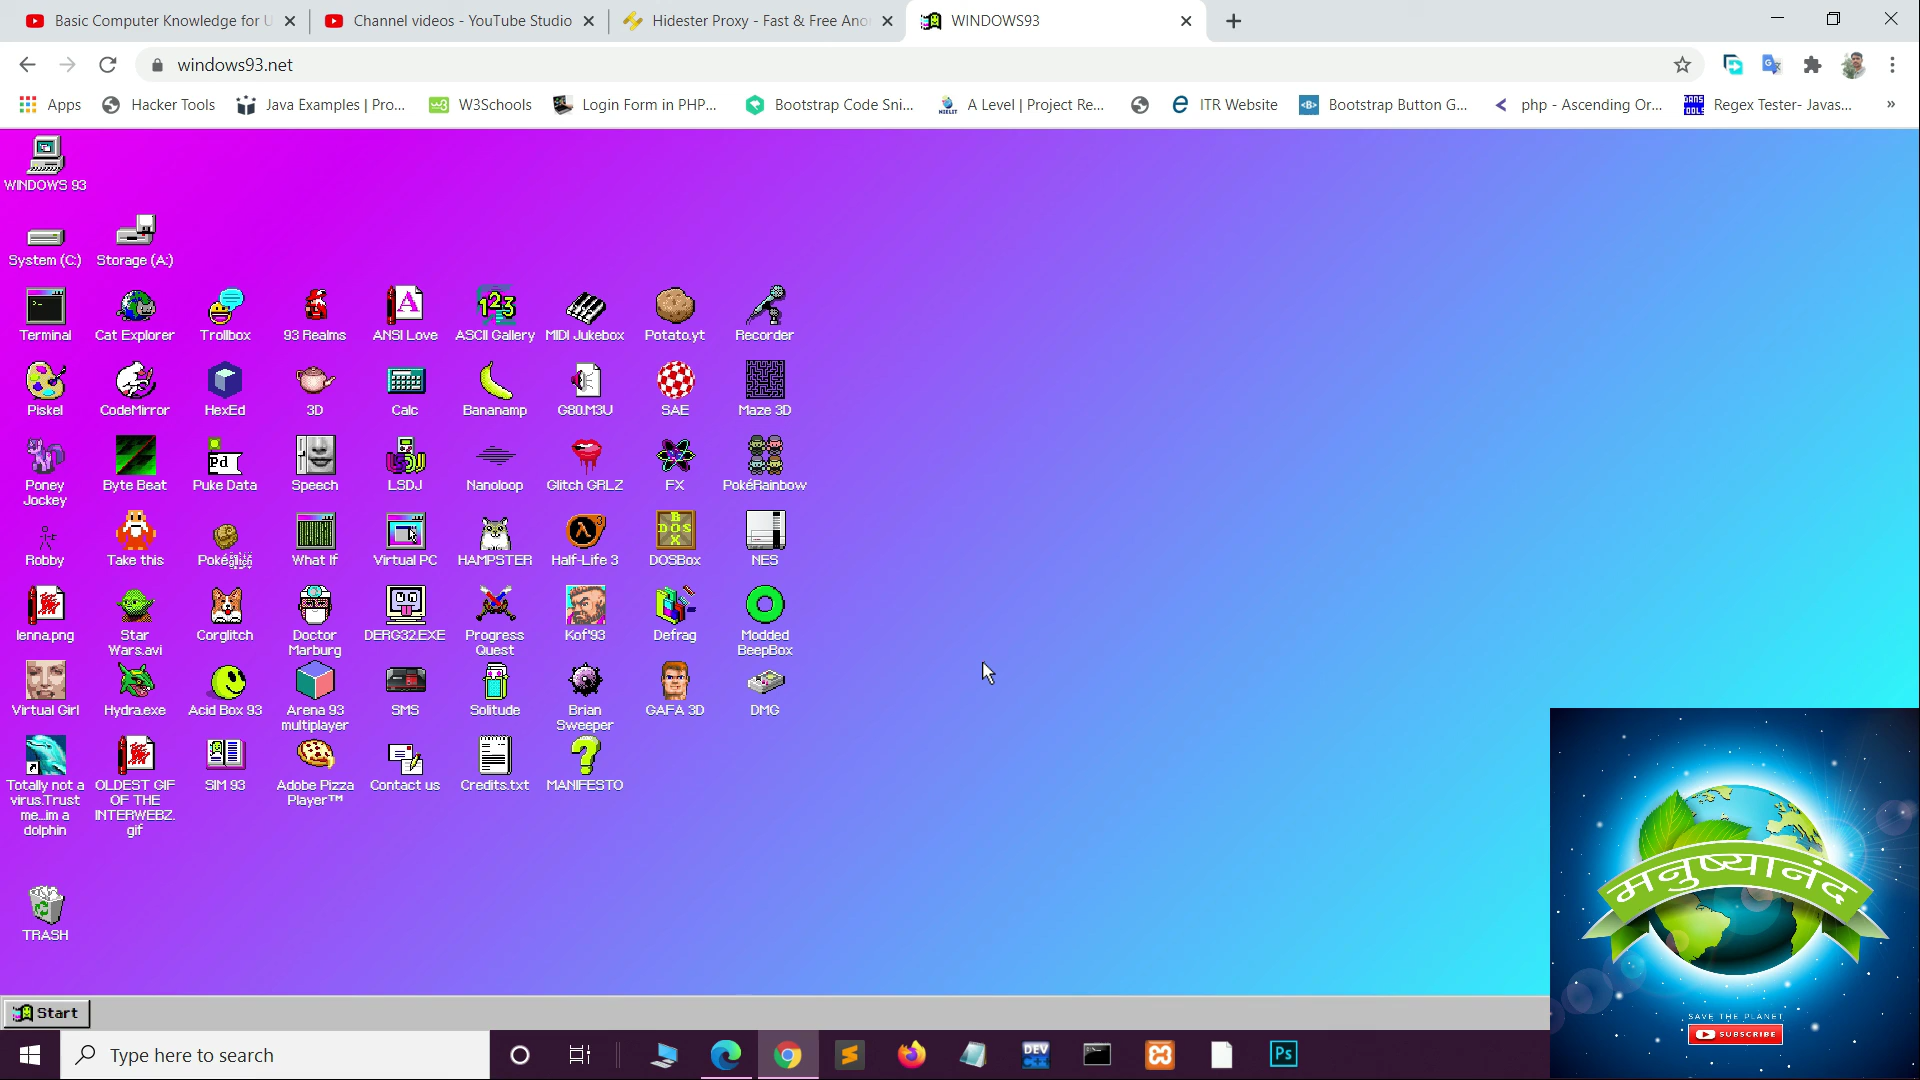 Basic Computer Knowledge for U
Channel videos - YouTube Studio
Hidester Proxy - Fast & Free Ano
WINDOWS93
windows93.net
Apps
Hacker Tools
Java Examples | Pro...
W3Schools
Login Form in PHP...
Bootstrap Code Sni...
A Level | Project Re...
ITR Website
Bootstrap Button G...
php - Ascending Or...
Regex Tester- Javas...
»
WINDOWS 93
System (C:)
Storage (A:)
Terminal
Cat Explorer
Trollbox
93 Realms
ANSI Love
ASCII Gallery
MIDI Jukebox
Potato.yt
Recorder
Piskel
CodeMirror
HexEd
3D
Calc
Bananamp
G80.M3U
SAE
Maze 3D
Poney
Jockey
Byte Beat
Puke Data
Speech
LSDJ
Nanoloop
Glitch GRLZ
FX
PokéRainbow
Robby
Take this
Pokéglitch
What If
Virtual PC
HAMPSTER
Half-Life 3
DOSBox
NES
lenna.png
Star
Wars.avi
Corglitch
Doctor
Marburg
DERG32.EXE
Progress
Quest
Kof'93
Defrag
Modded
BeepBox
Virtual Girl
Hydra.exe
Acid Box 93
Arena 93
multiplayer
SMS
Solitude
Brian
Sweeper
GAFA 3D
DMG
Totally not a
virus.Trust
me...im a
dolphin
OLDEST GIF
OF THE
INTERWEBZ.
gif
SIM 93
Adobe Pizza
Player™
Contact us
Credits.txt
MANIFESTO
TRASH
मनुष्यानंद
SAVE THE PLANET
SUBSCRIBE
Start
Type here to search
DEV
Ps